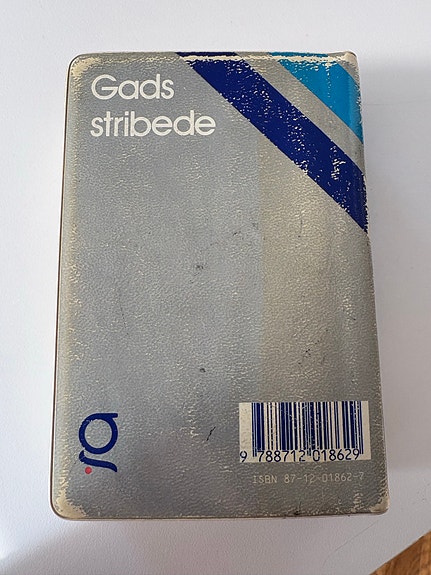 Gads
stribede
9 788712 018629
ISBN 87-12-01862-7